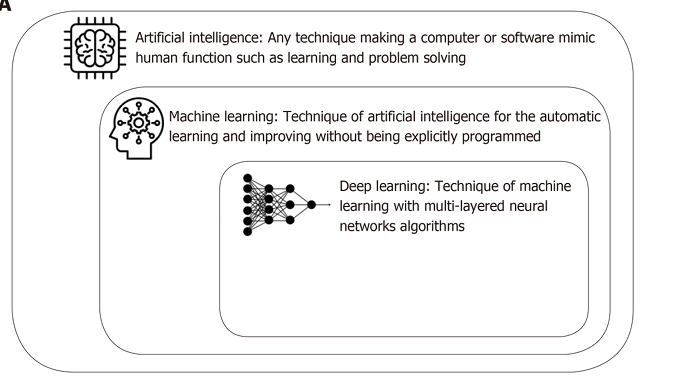 A
Artificial intelligence: Any technique making a computer or software mimic
human function such as learning and problem solving
Machine learning: Technique of artificial intelligence for the automatic
learning and improving without being explicitly programmed
Deep learning: Technique of machine
learning with multi-layered neural
networks algorithms